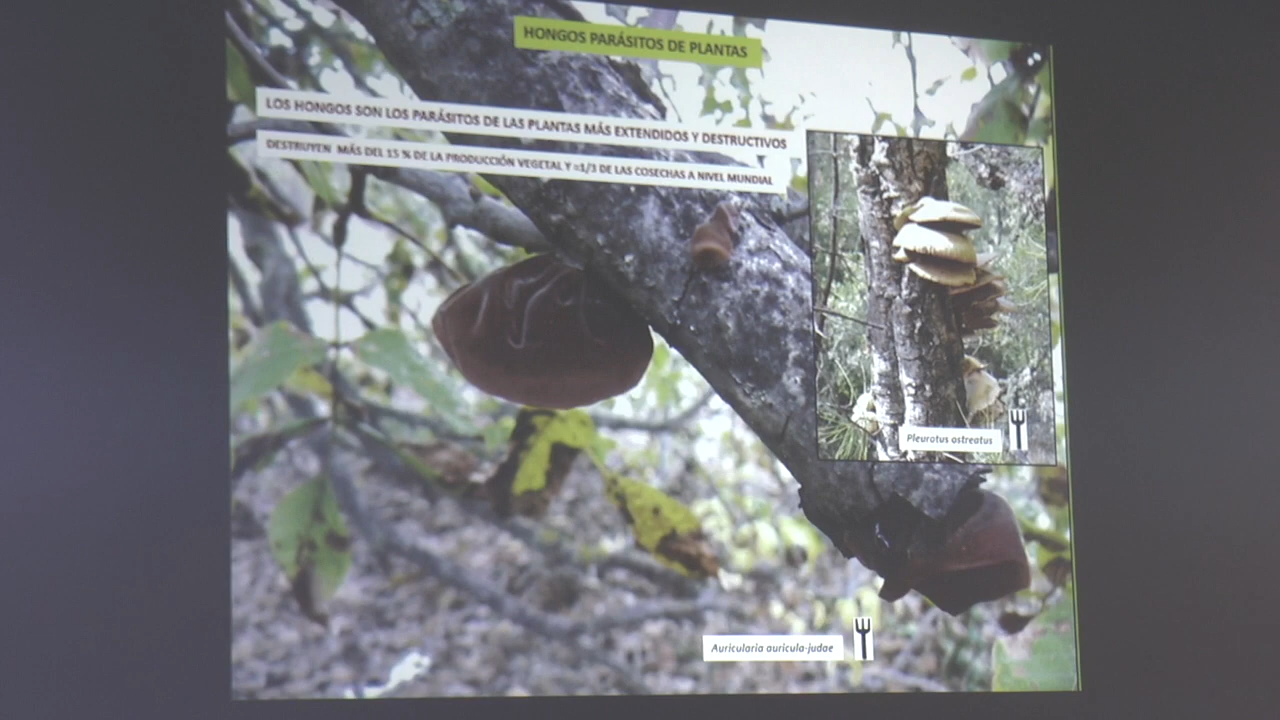 HONGOS PARÁSITOS DE PLANTAS
LOS HONGOS SON LOS PARÁSITOS DE LAS PLANTAS MÁS EXTENDIDOS Y DESTRUCTIVOS
DESTRUYEN MÁS DEL 15 % DE LA PRODUCCIÓN VEGETAL Y ≈1/3 DE LAS COSECHAS A NIVEL MUNDIAL
Pleurotus ostreatus
Auricularia auricula-judae